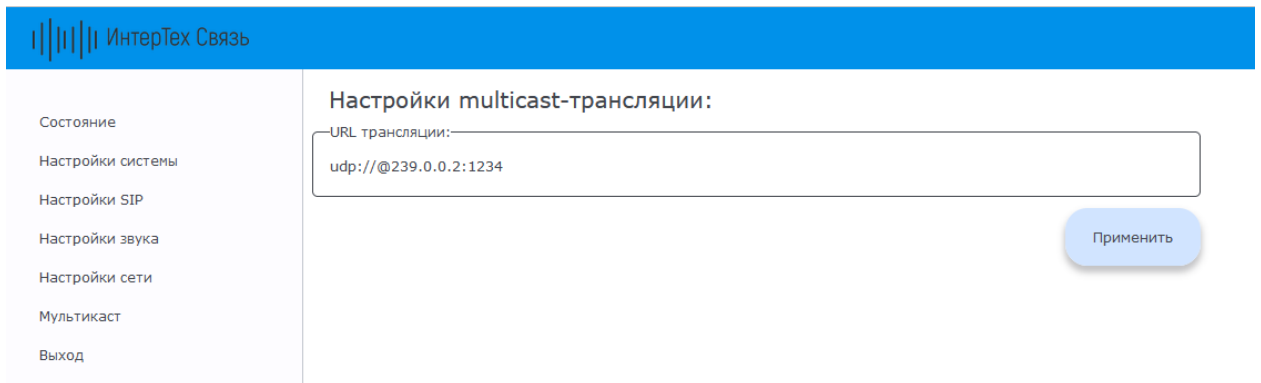 ИнтерТех Связь
Состояние
Настройки системы
Настройки SIP
Настройки звука
Настройки сети
Мультикаст
Выход
Настройки multicast-трансляции:
URL трансляции:
udp://@239.0.0.2:1234
Применить